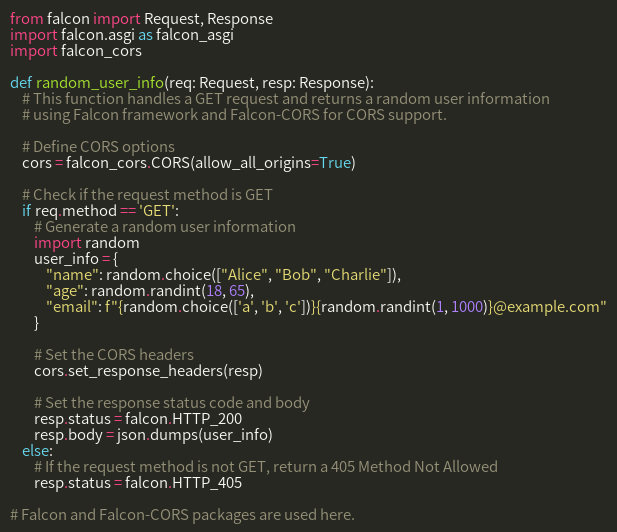 from falcon import Request, Response
import falcon.asgi as falcon_asgi
import falcon_cors

def random_user_info(req: Request, resp: Response):
    # This function handles a GET request and returns a random user information
    # using Falcon framework and Falcon-CORS for CORS support.

    # Define CORS options
    cors = falcon_cors.CORS(allow_all_origins=True)

    # Check if the request method is GET
    if req.method == 'GET':
        # Generate a random user information
        import random
        user_info = {
            "name": random.choice(["Alice", "Bob", "Charlie"]),
            "age": random.randint(18, 65),
            "email": f"{random.choice(['a', 'b', 'c'])}{random.randint(1, 1000)}@example.com"
        }

        # Set the CORS headers
        cors.set_response_headers(resp)

        # Set the response status code and body
        resp.status = falcon.HTTP_200
        resp.body = json.dumps(user_info)
    else:
        # If the request method is not GET, return a 405 Method Not Allowed
        resp.status = falcon.HTTP_405

# Falcon and Falcon-CORS packages are used here.